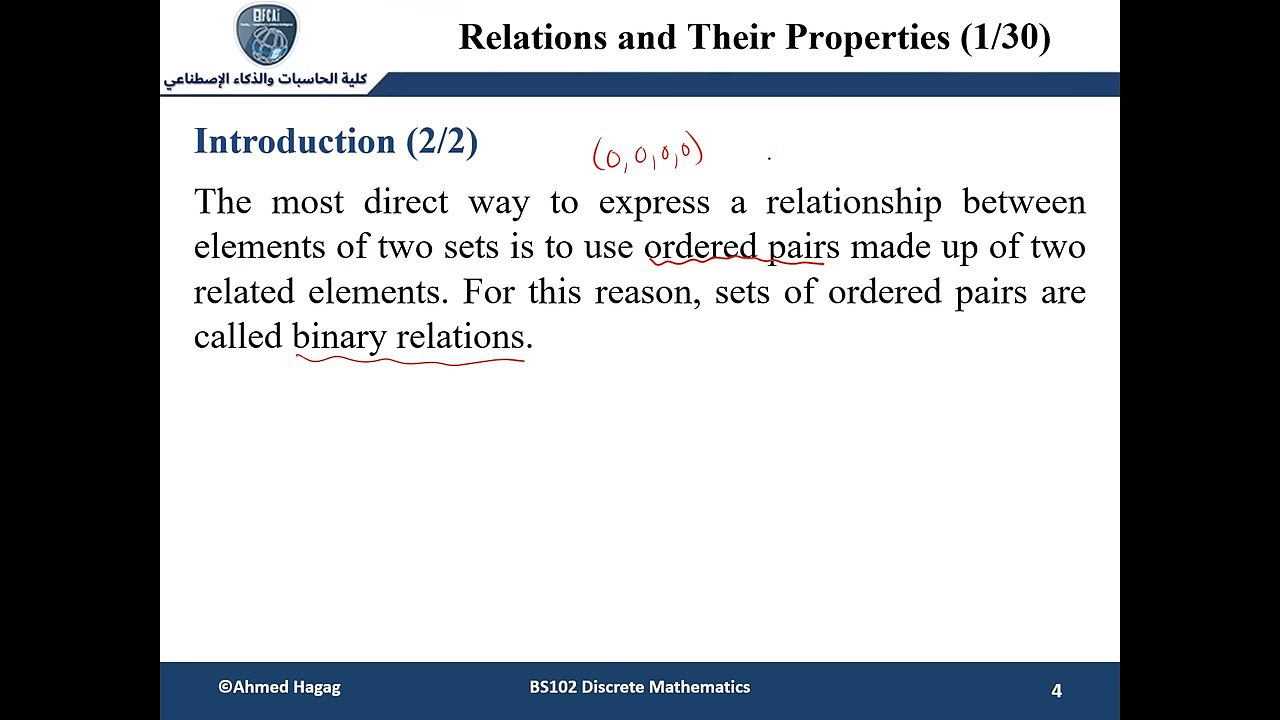 BFCAi
Relations and Their Properties (1/30)
كلية الحاسبات والذكاء الإصطناعي
Introduction (2/2)
(0,0,0,0)
The most direct way to express a relationship between
elements of two sets is to use ordered pairs made up of two
related elements. For this reason, sets of ordered pairs are
called binary relations.
©Ahmed Hagag
BS102 Discrete Mathematics
4